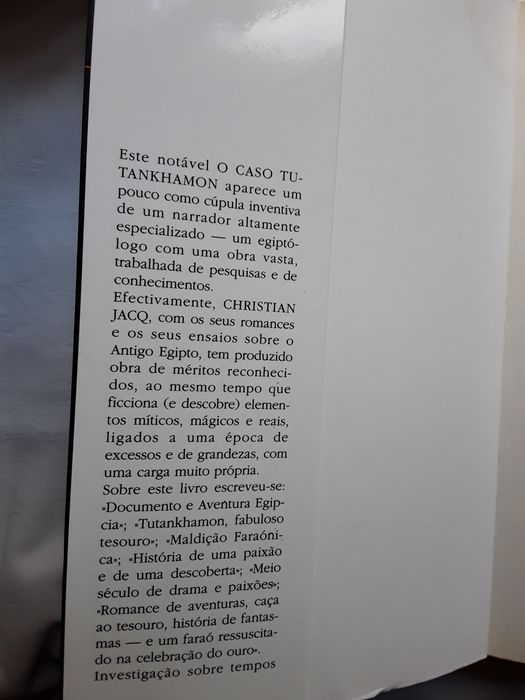 Este notável O CASO TU-
TANKHAMON aparece um
pouco como cúpula inventiva
de um narrador altamente
especializado — um egiptó-
logo com uma obra vasta,
trabalhada de pesquisas e de
conhecimentos.
Efectivamente, CHRISTIAN
JACQ, com os seus romances
e os seus ensaios sobre o
Antigo Egipto, tem produzido
obra de méritos reconheci-
dos, ao mesmo tempo que
ficciona (e descobre) elemen-
tos míticos, mágicos e reais,
ligados a uma época de
excessos e de grandezas, com
uma carga muito própria.
Sobre este livro escreveu-se:
«Documento e Aventura Egíp-
cia»; «Tutankhamon, fabuloso
tesouro»; «Maldição Faraóni-
ca»; «História de uma paixão
e de uma descoberta»; «Meio
século de drama e paixões»;
«Romance de aventuras, caça
ao tesouro, história de fantas-
mas — e um faraó ressuscita-
do na celebração do ouro».
Investigação sobre tempos